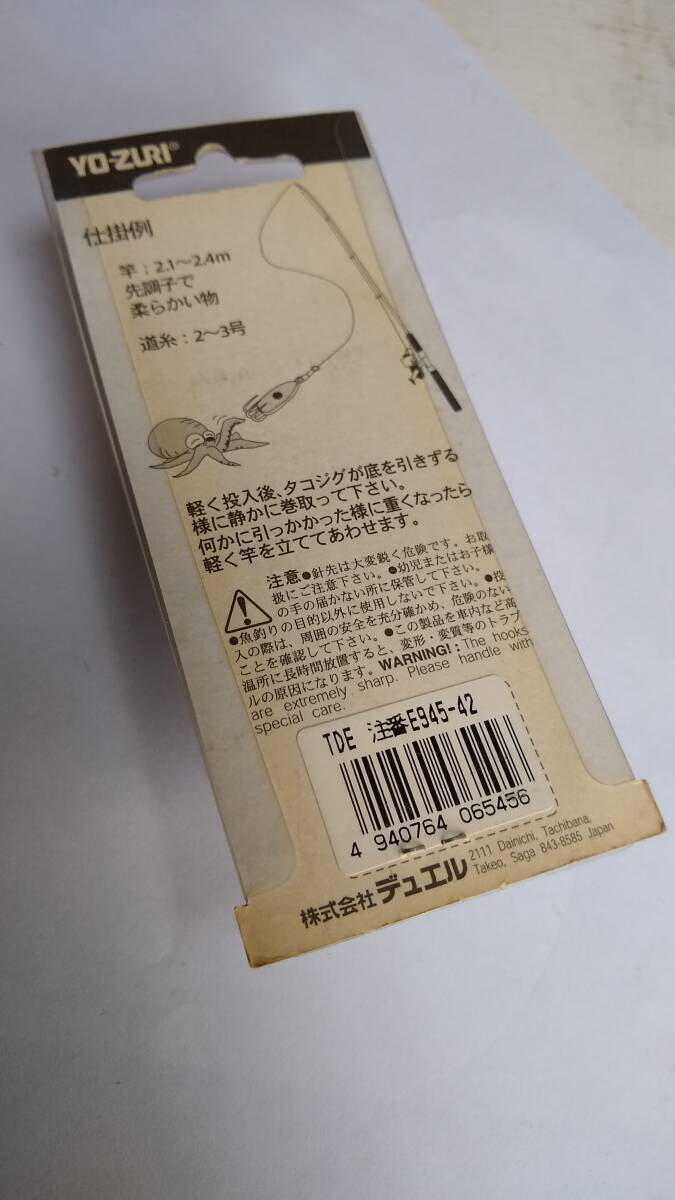 YO-ZURI®
仕掛例
竿：2.1～2.4m
先調子で
柔らかい物
道糸：2～3号
軽く投入後、タコジグが底を引きずる
様に静かに巻取って下さい。
何かに引っかかった様に重くなったら
軽く竿を立ててあわせます。
注意●針先は大変鋭く危険です。お取
扱にご注意下さい。●幼児またはお子様
の手の届かない所に保管して下さい。
●魚釣りの目的以外に使用しないで下さい。●投
入の際は、周囲の安全を充分確かめ、危険のない
ことを確認して下さい。●この製品を車内など高
温所に長時間放置すると、変形・変質等のトラブ
ルの原因になります。WARNING!：The hooks
are extremely sharp. Please handle with
special care.
TDE 注番E945-42
4 940764 065456
株式会社デュエル
2111 Dainichi, Tachibana,
Takeo, Saga 843-8585 Japan